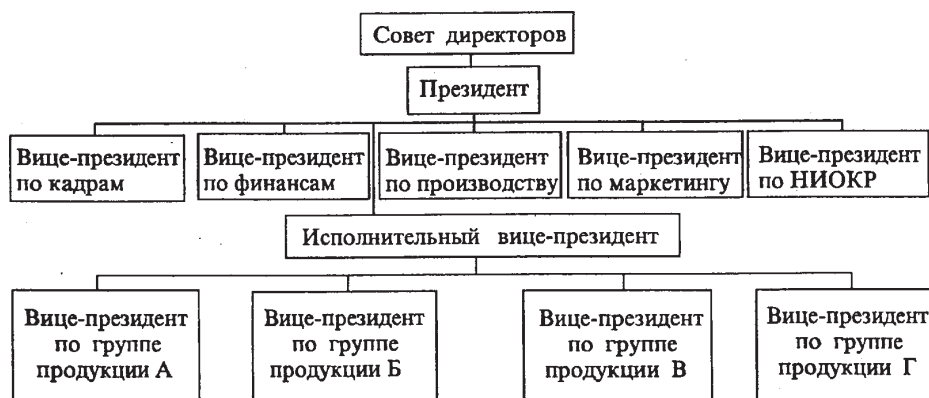 Совет директоров
Президент
Вице-президент
по кадрам
Вице-президент
по финансам
Вице-президент
по производству
Вице-президент
по маркетингу
Вице-президент
по НИОКР
Исполнительный вице-президент
Вице-президент
по группе
продукции А
Вице-президент
по группе
продукции Б
Вице-президент
по группе
продукции В
Вице-президент
по группе
продукции Г